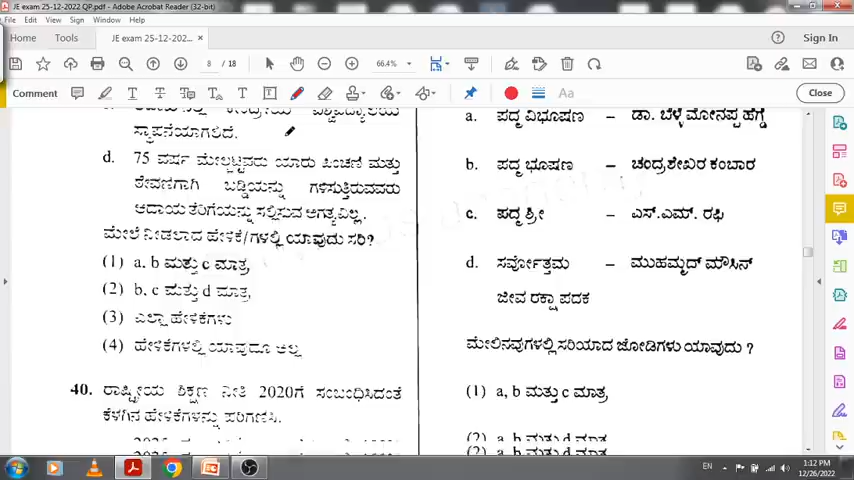 JE exam 25-12-2022 QP.pdf - Adobe Acrobat Reader (32-bit)
File Edit View Sign Window Help
Home Tools JE exam 25-12-202... × Sign In
8 / 18 66.4%
Comment Aa Close
ಸ್ಥಾಪನೆಯಾಗಲಿದೆ.
d. 75 ವರ್ಷ ಮೇಲ್ಪಟ್ಟವರು ಯಾರು ಪಿಂಚಣಿ ಮತ್ತು
ಠೇವಣಿಗಾಗಿ ಬಡ್ಡಿಯನ್ನು ಗಳಿಸುತ್ತಿರುವವರು
ಆದಾಯ ತೆರಿಗೆಯನ್ನು ಸಲ್ಲಿಸುವ ಅಗತ್ಯವಿಲ್ಲ.
ಮೇಲೆ ನೀಡಲಾದ ಹೇಳಿಕೆ/ಗಳಲ್ಲಿ ಯಾವುದು ಸರಿ?
(1) a, b ಮತ್ತು c ಮಾತ್ರ
(2) b, c ಮತ್ತು d ಮಾತ್ರ
(3) ಎಲ್ಲಾ ಹೇಳಿಕೆಗಳು
(4) ಹೇಳಿಕೆಗಳಲ್ಲಿ ಯಾವುದೂ ಅಲ್ಲ
40. ರಾಷ್ಟ್ರೀಯ ಶಿಕ್ಷಣ ನೀತಿ 2020ಗೆ ಸಂಬಂಧಿಸಿದಂತೆ
ಕೆಳಗಿನ ಹೇಳಿಕೆಗಳನ್ನು ಪರಿಗಣಿಸಿ.
a. ಪದ್ಮ ವಿಭೂಷಣ – ಡಾ. ಬೆಳ್ಳೆ ಮೋನಪ್ಪ ಹೆಗ್ಡೆ
b. ಪದ್ಮ ಭೂಷಣ – ಚಂದ್ರಶೇಖರ ಕಂಬಾರ
c. ಪದ್ಮಶ್ರೀ – ಎಸ್.ಎಮ್. ರಫಿ
d. ಸರ್ವೋತ್ತಮ – ಮುಹಮ್ಮದ್ ಮೌಸಿನ್
ಜೀವ ರಕ್ಷಾ ಪದಕ
ಮೇಲಿನವುಗಳಲ್ಲಿ ಸರಿಯಾದ ಜೋಡಿಗಳು ಯಾವುದು ?
(1) a, b ಮತ್ತು c ಮಾತ್ರ
(2) a, b ಮತ್ತು d ಮಾತ್ರ
EN 1:12 PM
12/26/2022